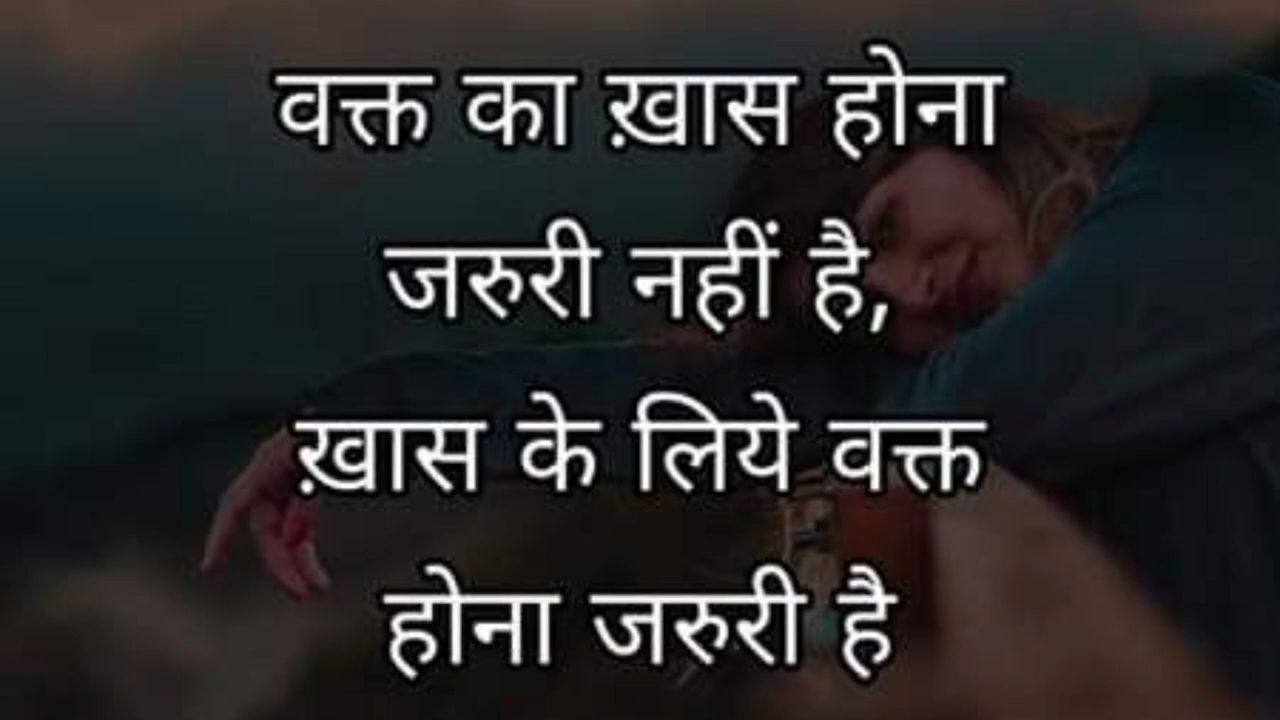 वक्त का ख़ास होना
जरुरी नहीं है,
ख़ास के लिये वक्त
होना जरुरी है